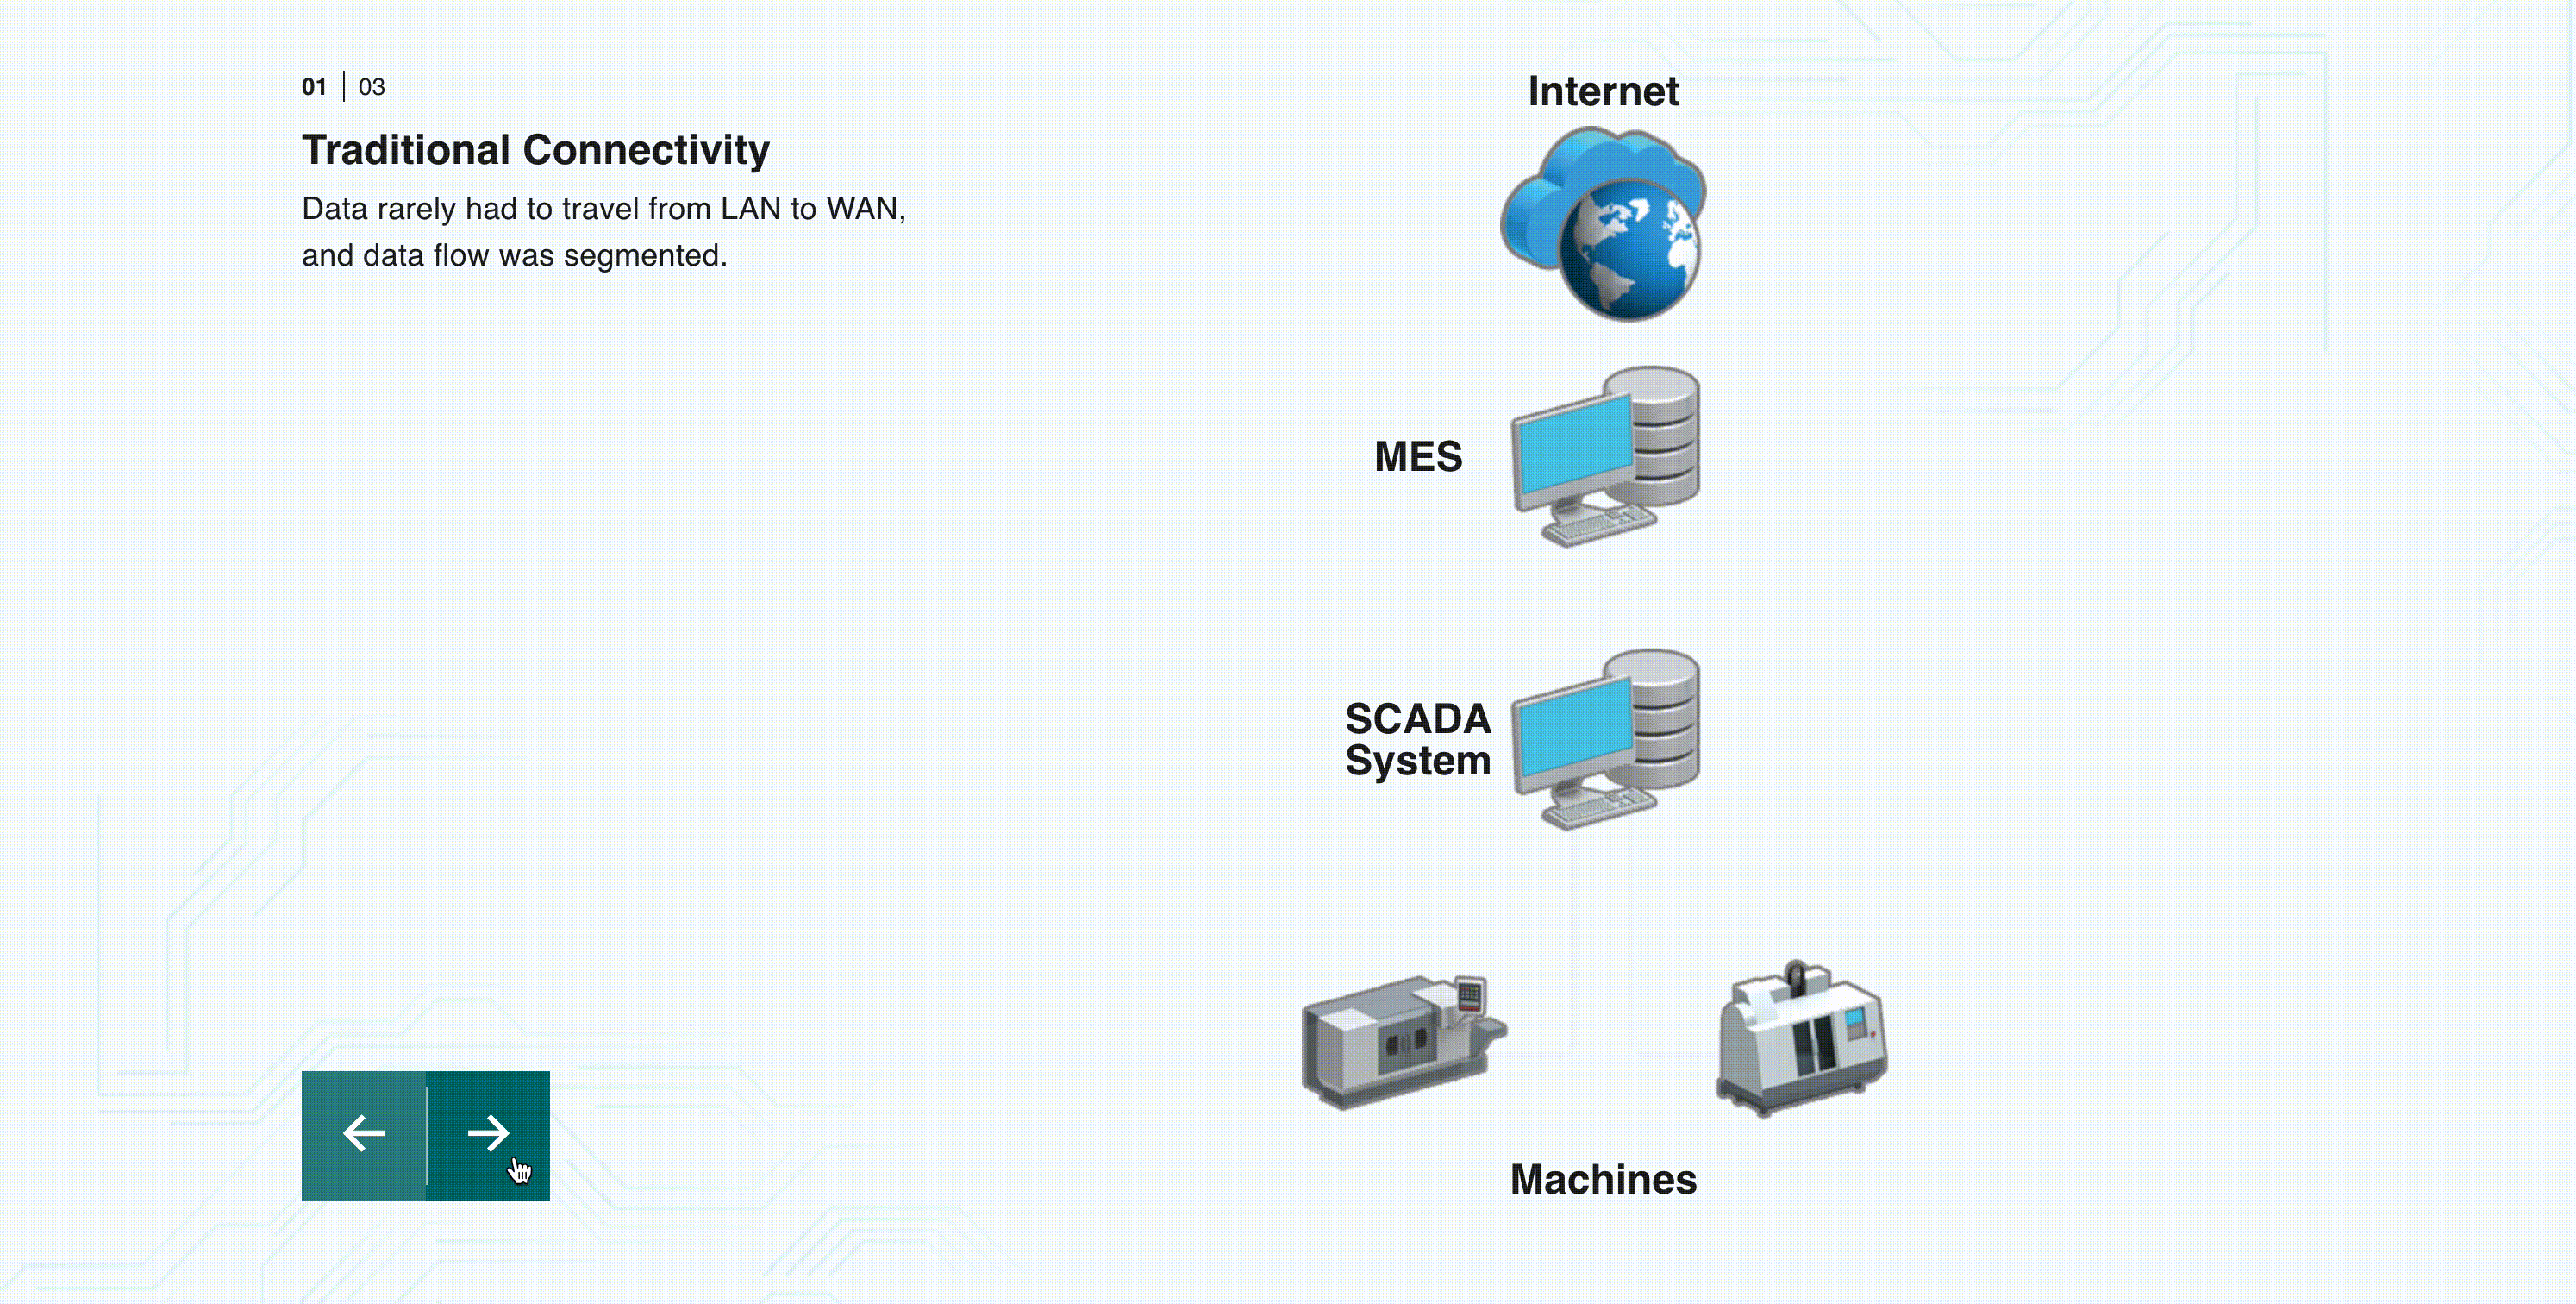 01 | 03
Traditional Connectivity
Data rarely had to travel from LAN to WAN,
and data flow was segmented.
Internet
MES
SCADA
System
Machines